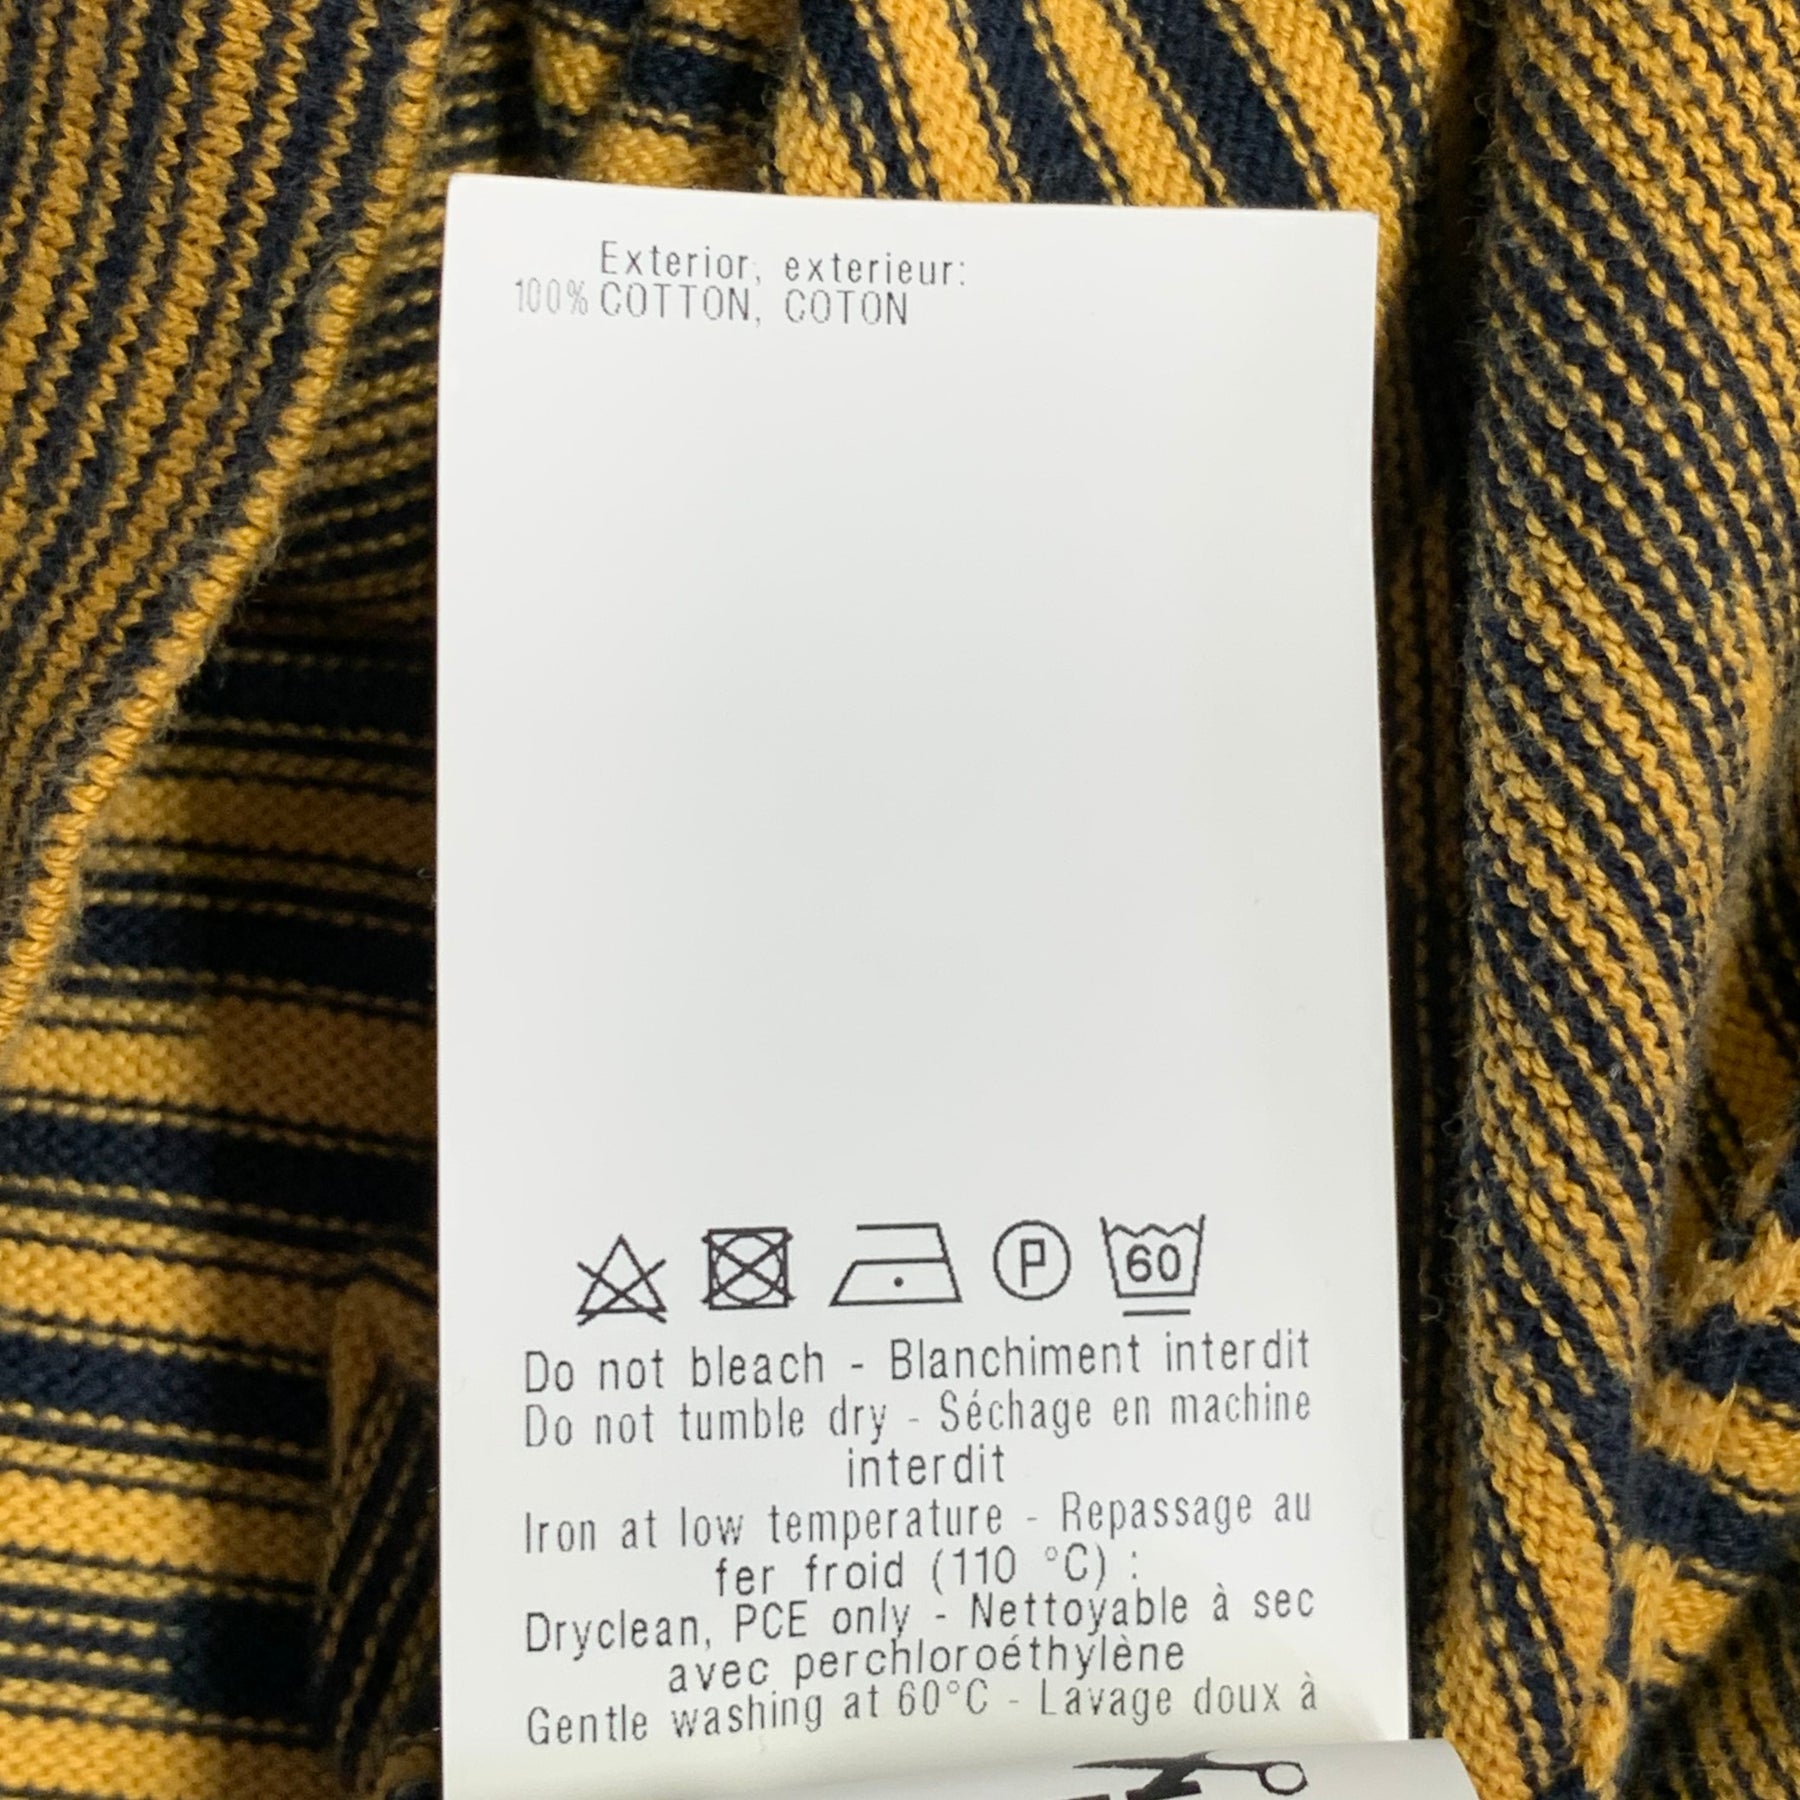 Exterior, exterieur:
100% COTTON, COTON
P 60
Do not bleach - Blanchiment interdit
Do not tumble dry - Séchage en machine
interdit
Iron at low temperature - Repassage au
fer froid (110 °C) :
Dryclean, PCE only - Nettoyable à sec
avec perchloroéthylène
Gentle washing at 60°C - Lavage doux à